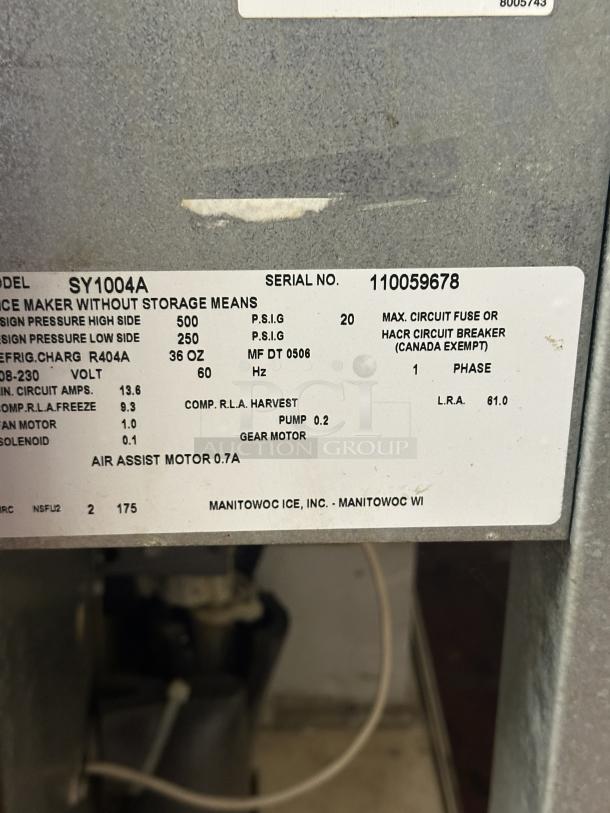 8005743
ODEL SY1004A SERIAL NO. 110059678
ICE MAKER WITHOUT STORAGE MEANS
SIGN PRESSURE HIGH SIDE 500 P.S.I.G 20 MAX. CIRCUIT FUSE OR
SIGN PRESSURE LOW SIDE 250 P.S.I.G HACR CIRCUIT BREAKER
(CANADA EXEMPT)
EFRIG.CHARG R404A 36 OZ MF DT 0506
08-230 VOLT 60 Hz 1 PHASE
IN. CIRCUIT AMPS. 13.6
OMP.R.L.A.FREEZE 9.3 COMP. R.L.A. HARVEST L.R.A. 61.0
FAN MOTOR 1.0 PUMP 0.2
SOLENOID 0.1 GEAR MOTOR
AIR ASSIST MOTOR 0.7A
RC NSFU2 2 175 MANITOWOC ICE, INC. - MANITOWOC WI
PCI
AUCTION GROUP